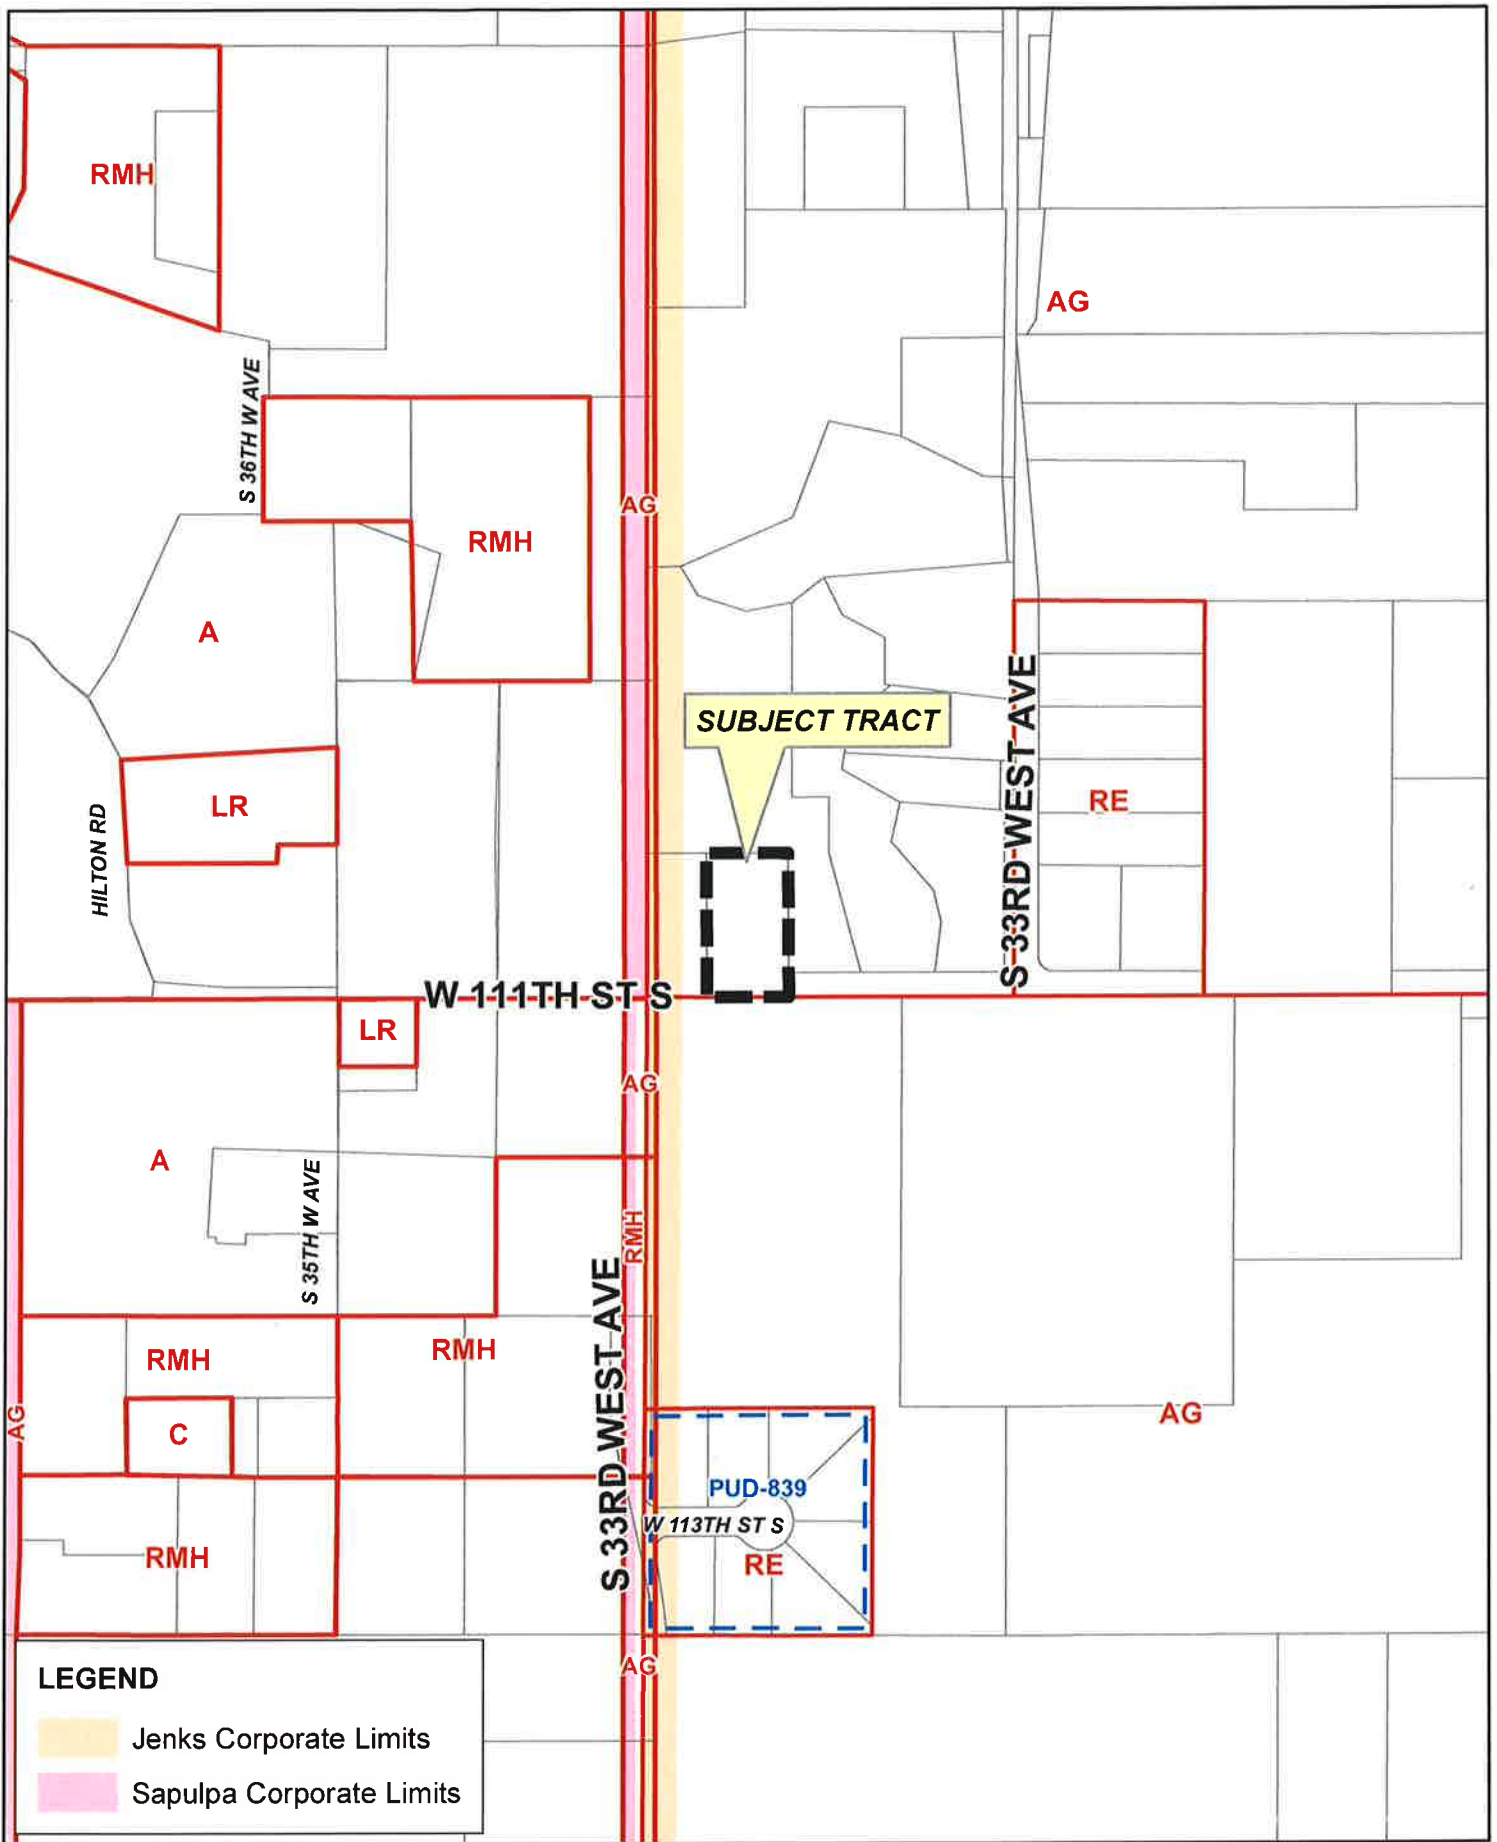 RMH
AG
S 36TH W AVE
AG
RMH
A
SUBJECT TRACT
S 33RD WEST AVE
RE
LR
HILTON RD
W 111TH ST S
LR
AG
A
S 35TH W AVE
RMH
S 33RD WEST AVE
RMH
RMH
AG
C
AG
PUD-839
W 113TH ST S
RMH
RE
AG
LEGEND
Jenks Corporate Limits
Sapulpa Corporate Limits